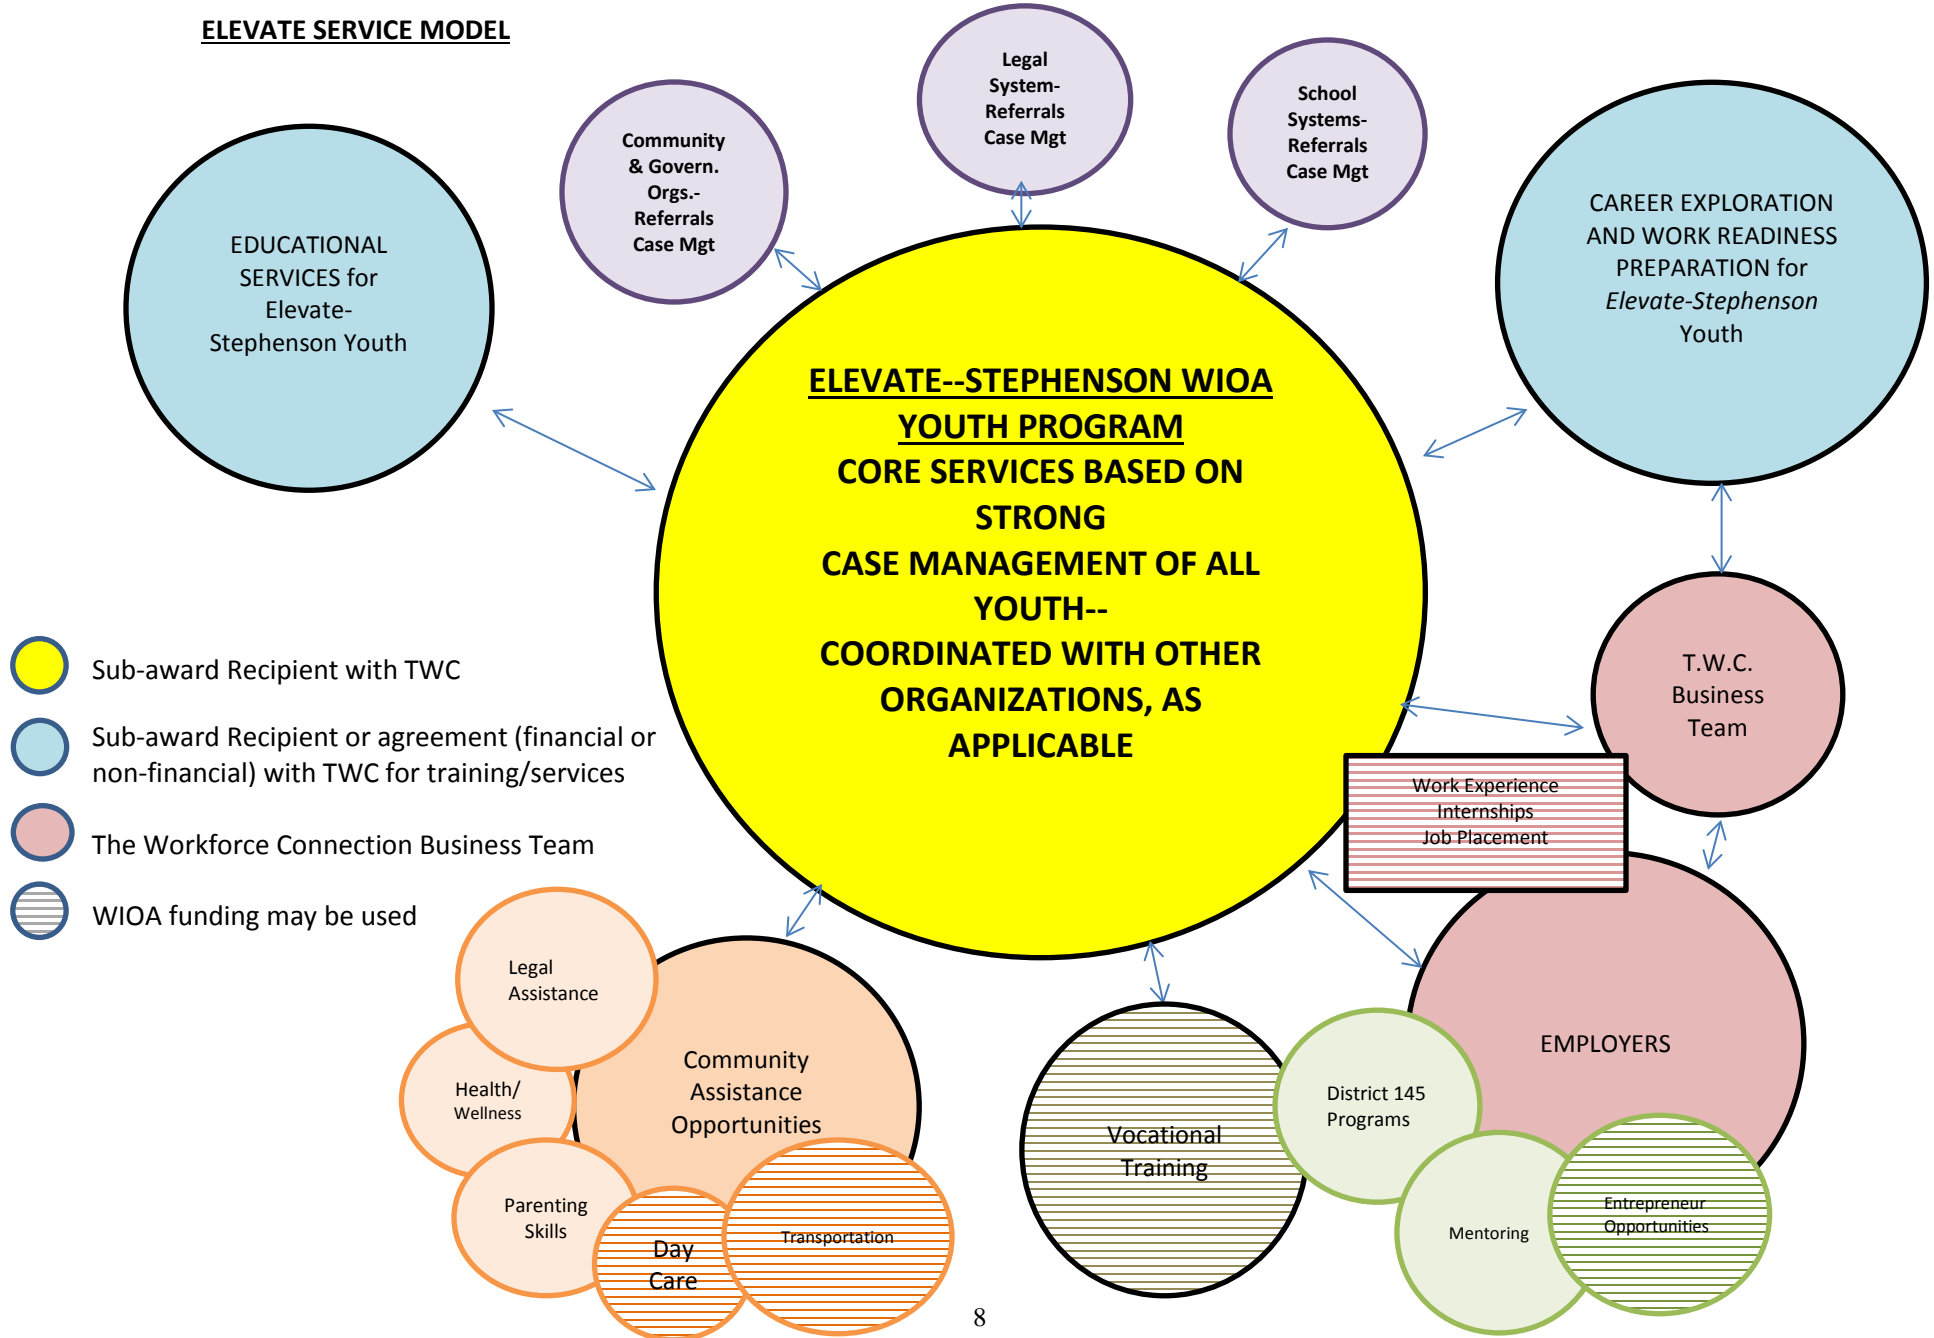 ELEVATE SERVICE MODEL
Legal
System-
Referrals
Case Mgt
School
Systems-
Referrals
Case Mgt
Community
& Govern.
Orgs.-
Referrals
Case Mgt
EDUCATIONAL
SERVICES for
Elevate-
Stephenson Youth
CAREER EXPLORATION
AND WORK READINESS
PREPARATION for
Elevate-Stephenson
Youth
ELEVATE--STEPHENSON WIOA
YOUTH PROGRAM
CORE SERVICES BASED ON
STRONG
CASE MANAGEMENT OF ALL
YOUTH--
COORDINATED WITH OTHER
ORGANIZATIONS, AS
APPLICABLE
T.W.C.
Business
Team
Sub-award Recipient with TWC
Sub-award Recipient or agreement (financial or
non-financial) with TWC for training/services
The Workforce Connection Business Team
WIOA funding may be used
Work Experience
Internships
Job Placement
Legal
Assistance
Health/
Wellness
Parenting
Skills
Day
Care
Transportation
Community
Assistance
Opportunities
Vocational
Training
EMPLOYERS
District 145
Programs
Mentoring
Entrepreneur
Opportunities
8